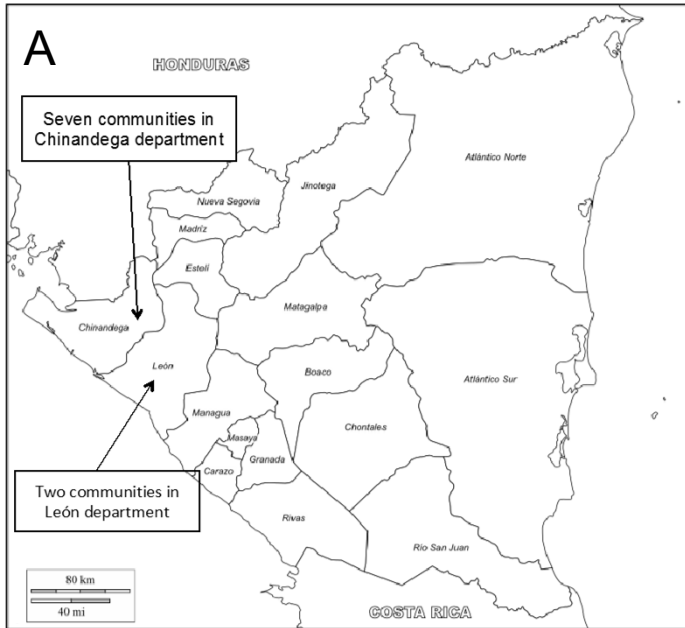 A
HONDURAS
Seven communities in
Chinandega department
Atlántico Norte
Jinotega
Nueva Segovia
Madríz
Estelí
Matagalpa
Chinandega
León
Boaco
Atlántico Sur
Managua
Chontales
Masaya
Granada
Carazo
Two communities in
León department
Rivas
Río San Juan
80 km
40 mi
COSTA RICA